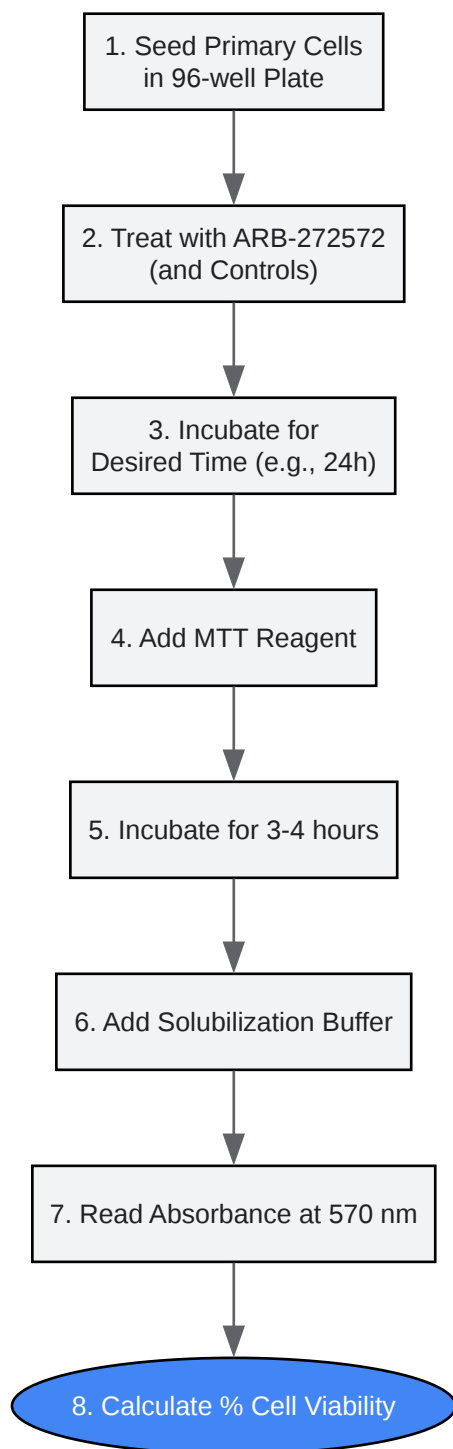 1. Seed Primary Cells
in 96-well Plate
2. Treat with ARB-272572
(and Controls)
3. Incubate for
Desired Time (e.g., 24h)
4. Add MTT Reagent
5. Incubate for 3-4 hours
6. Add Solubilization Buffer
7. Read Absorbance at 570 nm
8. Calculate % Cell Viability